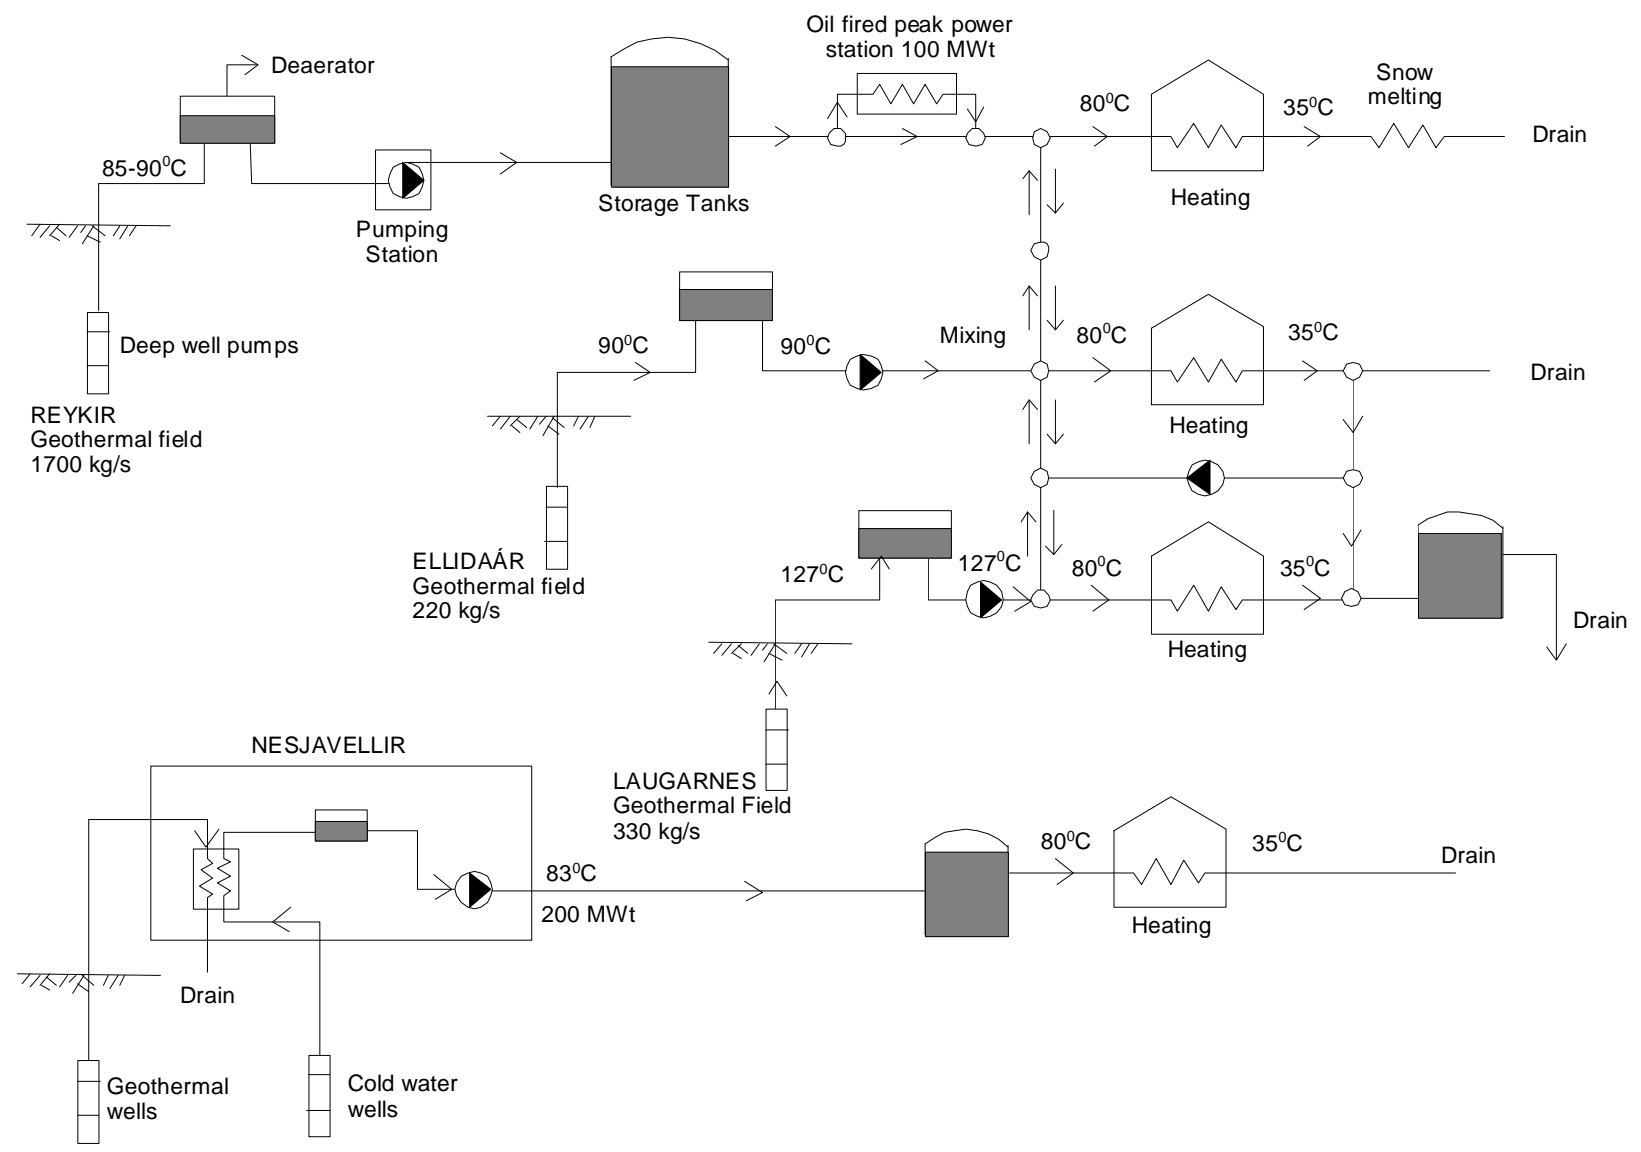 Oil fired peak power
station 100 MWt
Deaerator
Snow
melting
80⁰C
35⁰C
Drain
85-90⁰C
Storage Tanks
Heating
Pumping
Station
Deep well pumps
REYKIR
Geothermal field
1700 kg/s
90⁰C
90⁰C
Mixing
80⁰C
35⁰C
Drain
Heating
ELLIDAÁR
Geothermal field
220 kg/s
127⁰C
127⁰C
80⁰C
35⁰C
Drain
Heating
LAUGARNES
Geothermal Field
330 kg/s
NESJAVELLIR
83⁰C
200 MWt
80⁰C
35⁰C
Drain
Heating
Drain
Geothermal
wells
Cold water
wells